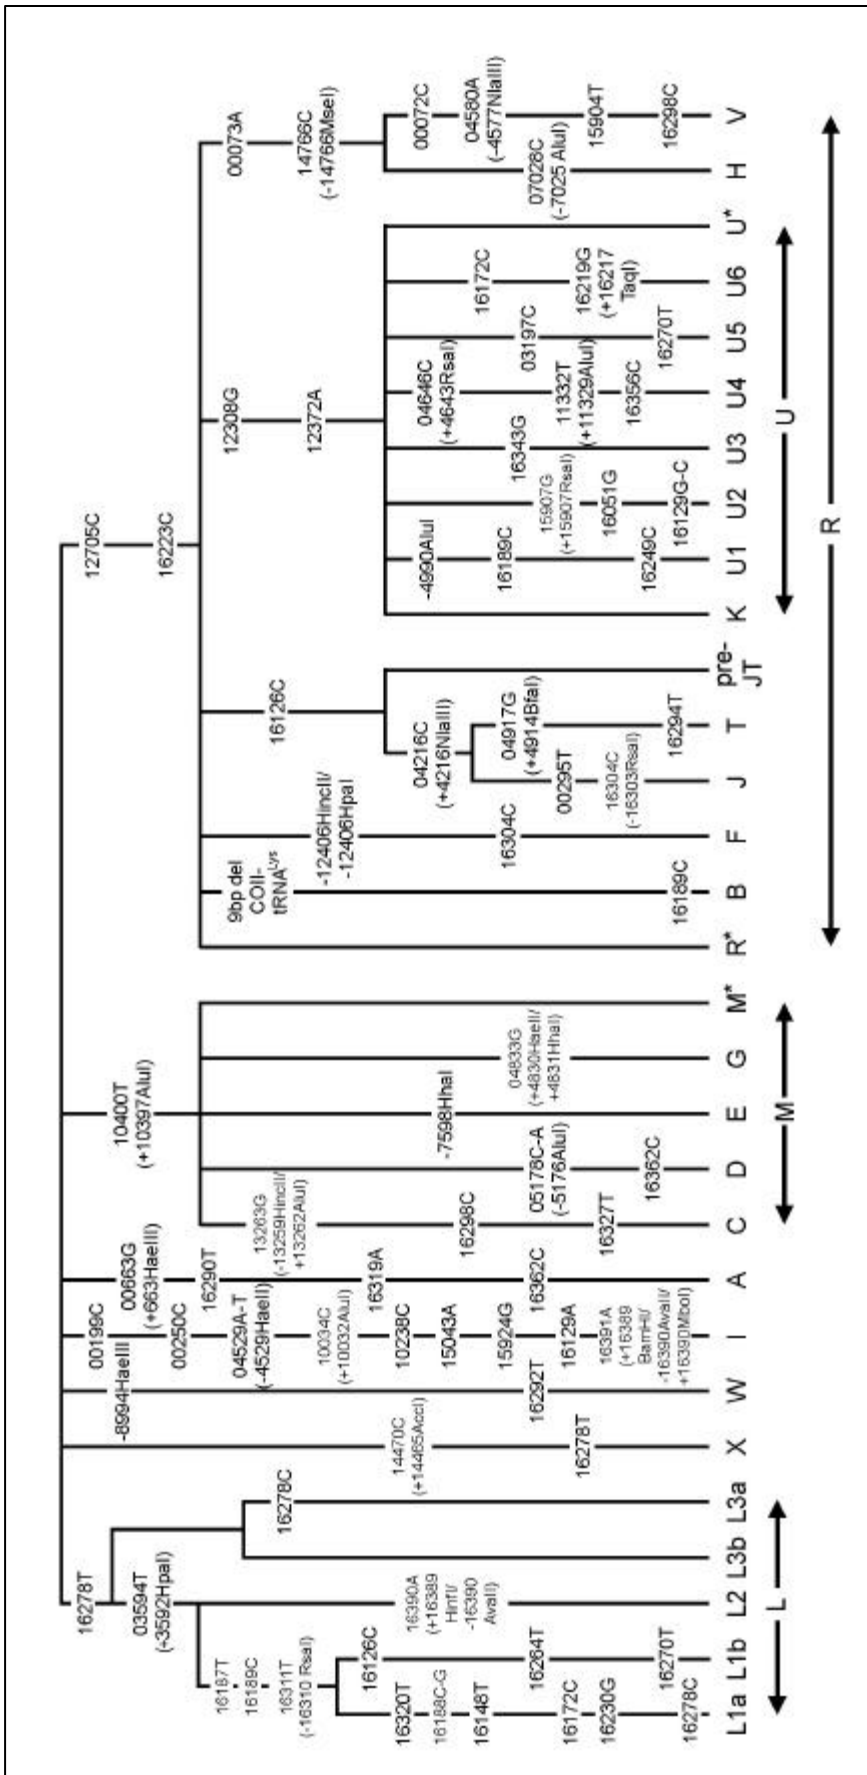 16278T
03594T
(+3592HpaI)
16187T
16189C
16311T
(-16310 RsaI)
16320T
16188C-G
16148T
16172C
16230G
16278C
L1a
16126C
16264T
16270T
L1b
16390A
(+16389
HinfI/
-16390
AvaII)
L2
L3b
16278C
L3a
L
14470C
(+14465AccI)
16278T
X
-8994HaeIII
16292T
W
00199C
00250C
04529A-T
(-4529HaeII)
10034C
(+10032AluI)
10238C
15043A
15924G
16129A
16391A
(+16389
BamHI/
-16390AvaII/
+16390MboI)
I
00663G
(+663HaeIII)
16290T
16319A
16362C
A
10400T
(+10397AluI)
13263G
(-13259HincII/
+13262AluI)
16298C
16327T
C
05178C-A
(-5176AluI)
16362C
D
-7598HhaI
E
04833G
(+4830HaeII/
+4831HhaI)
G
M*
M
12705C
16223C
R*
9bp del
COII-
tRNALys
16189C
B
-12406HincII/
-12406HpaI
16304C
F
16126C
04216C
(+4216NlaIII)
00295T
16304C
(-16303RsaI)
J
04917G
(+4914BfaI)
16294T
T
pre-
JT
12308G
12372A
K
-4990AluI
16189C
16249C
U1
15907G
(+15907RsaI)
16051G
16129G-C
U2
16343G
U3
04646C
(+4643RsaI)
11332T
(+11329AluI)
16356C
U4
03197C
16270T
U5
16172C
16219G
(+16217
TaqI)
U6
U*
U
00073A
14766C
(-14766MseI)
07028C
(-7025 AluI)
H
00072C
04580A
(-4577NlaIII)
15904T
16298C
V
R